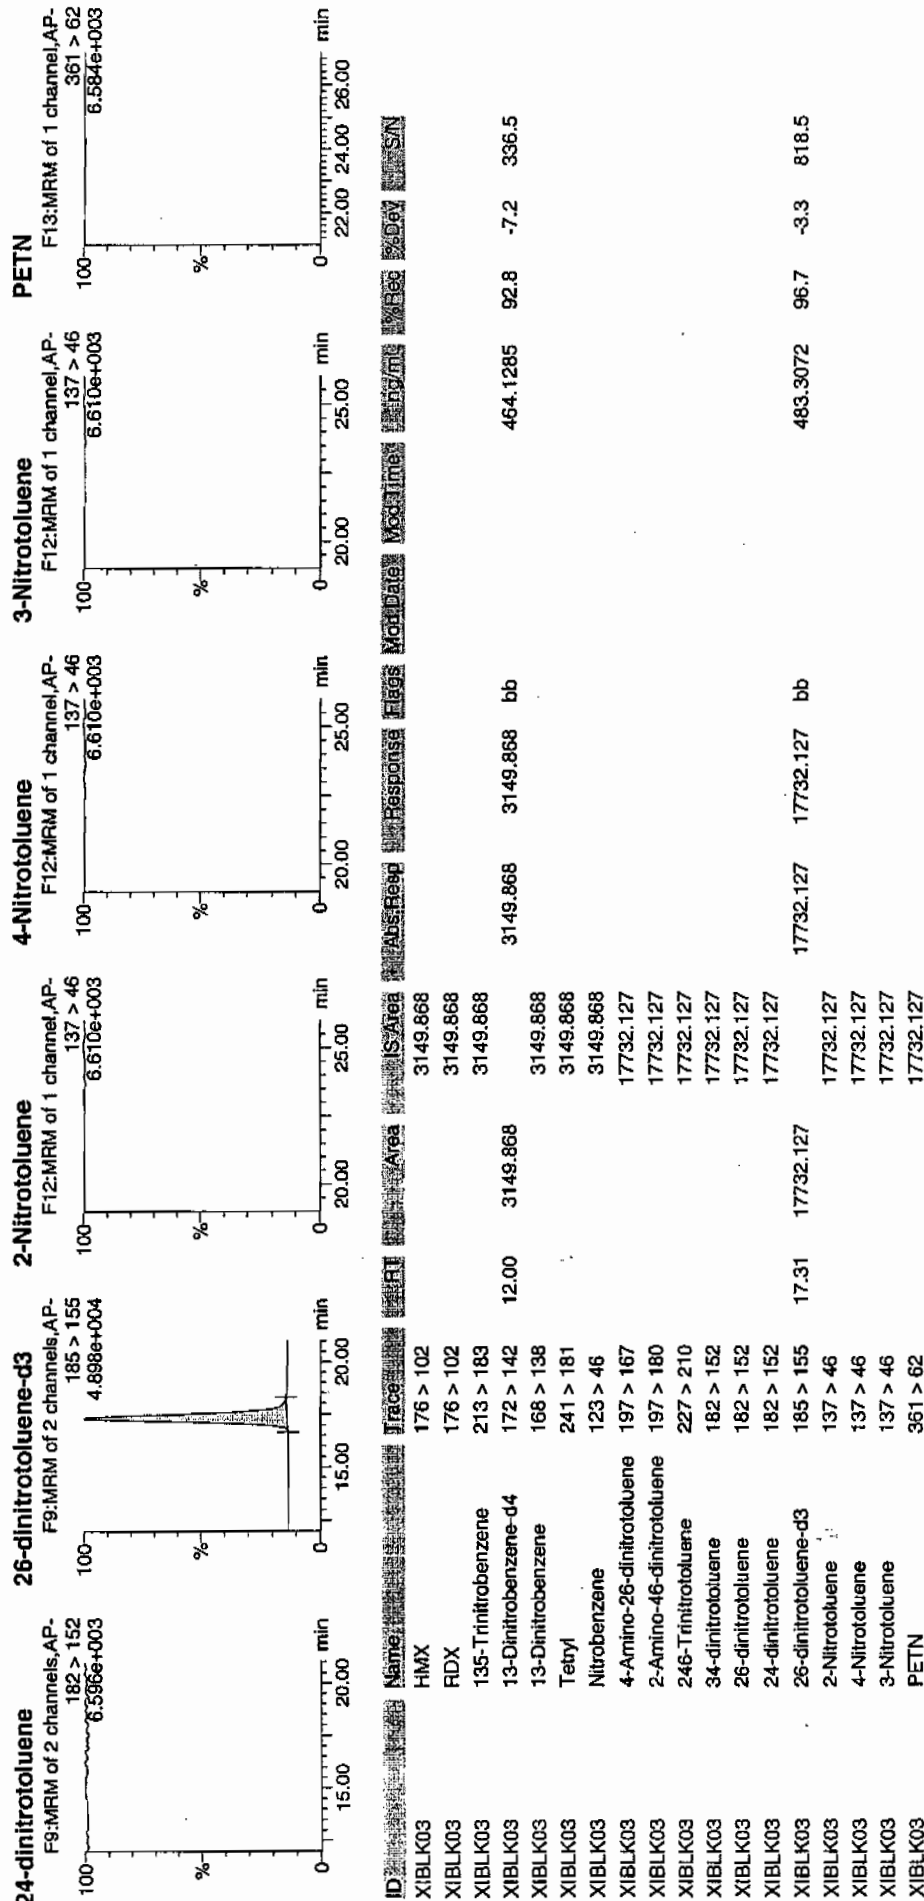 24-dinitrotoluene
F9:MRM of 2 channels,AP-
182 > 152
6.596e+003
100
%
0
15.00 20.00 min
26-dinitrotoluene-d3
F9:MRM of 2 channels,AP-
185 > 155
4.898e+004
100
%
0
15.00 20.00 min
2-Nitrotoluene
F12:MRM of 1 channel,AP-
137 > 46
6.610e+003
100
%
0
20.00 25.00 min
4-Nitrotoluene
F12:MRM of 1 channel,AP-
137 > 46
6.610e+003
100
%
0
20.00 25.00 min
3-Nitrotoluene
F12:MRM of 1 channel,AP-
137 > 46
6.610e+003
100
%
0
20.00 25.00 min
PETN
F13:MRM of 1 channel,AP-
361 > 62
6.584e+003
100
%
0
22.00 24.00 26.00 min
ID Name Trace RT Area IS Area Abs.Resp Response Flags Mod.Date Mod.Time ng/mL %Rec %Dev S/N
XIBLK03 HMX 176 > 102 3149.868
XIBLK03 RDX 176 > 102 3149.868
XIBLK03 135-Trinitrobenzene 213 > 183 3149.868
XIBLK03 13-Dinitrobenzene-d4 172 > 142 12.00 3149.868 3149.868 3149.868 bb 464.1285 92.8 -7.2 336.5
XIBLK03 13-Dinitrobenzene 168 > 138 3149.868
XIBLK03 Tetryl 241 > 181 3149.868
XIBLK03 Nitrobenzene 123 > 46 3149.868
XIBLK03 4-Amino-26-dinitrotoluene 197 > 167 17732.127
XIBLK03 2-Amino-46-dinitrotoluene 197 > 180 17732.127
XIBLK03 246-Trinitrotoluene 227 > 210 17732.127
XIBLK03 34-dinitrotoluene 182 > 152 17732.127
XIBLK03 26-dinitrotoluene 182 > 152 17732.127
XIBLK03 24-dinitrotoluene 182 > 152 17732.127
XIBLK03 26-dinitrotoluene-d3 185 > 155 17.31 17732.127 17732.127 17732.127 bb 483.3072 96.7 -3.3 818.5
XIBLK03 2-Nitrotoluene 137 > 46 17732.127
XIBLK03 4-Nitrotoluene 137 > 46 17732.127
XIBLK03 3-Nitrotoluene 137 > 46 17732.127
XIBLK03 PETN 361 > 62 17732.127